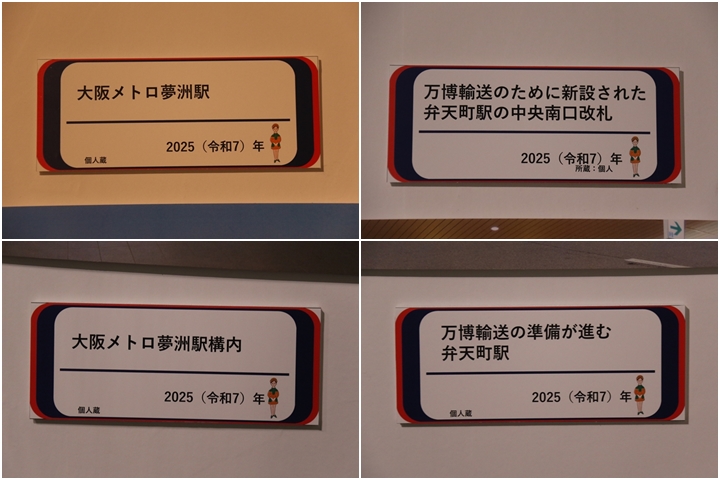 大阪メトロ夢洲駅
2025（令和7）年
個人蔵
万博輸送のために新設された
弁天町駅の中央南口改札
2025（令和7）年
所蔵：個人
大阪メトロ夢洲駅構内
2025（令和7）年
個人蔵
万博輸送の準備が進む
弁天町駅
2025（令和7）年
個人蔵